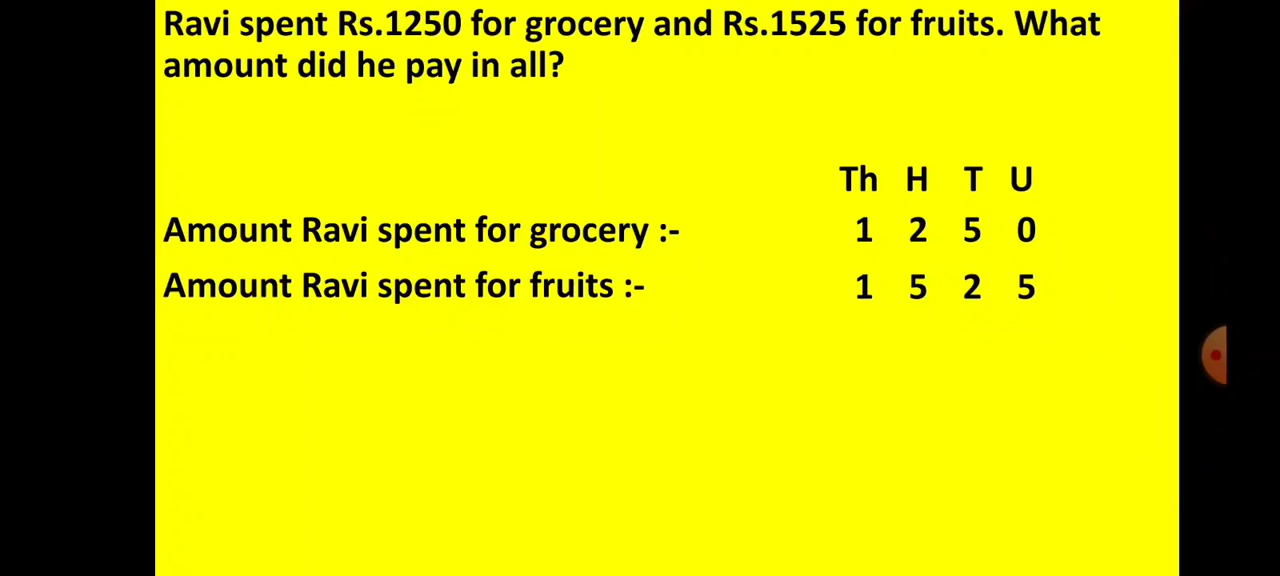 Ravi spent Rs.1250 for grocery and Rs.1525 for fruits. What
amount did he pay in all?
Th H T U
Amount Ravi spent for grocery :- 1 2 5 0
Amount Ravi spent for fruits :- 1 5 2 5